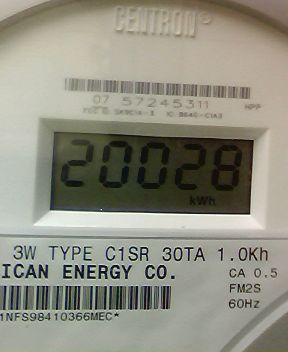 CENTRON®
07 57245311 HPP
20028
kWh
3W TYPE C1SR 30TA 1.0Kh
ICAN ENERGY CO. CA 0.5
FM2S
60Hz
1NFS98410366MEC*